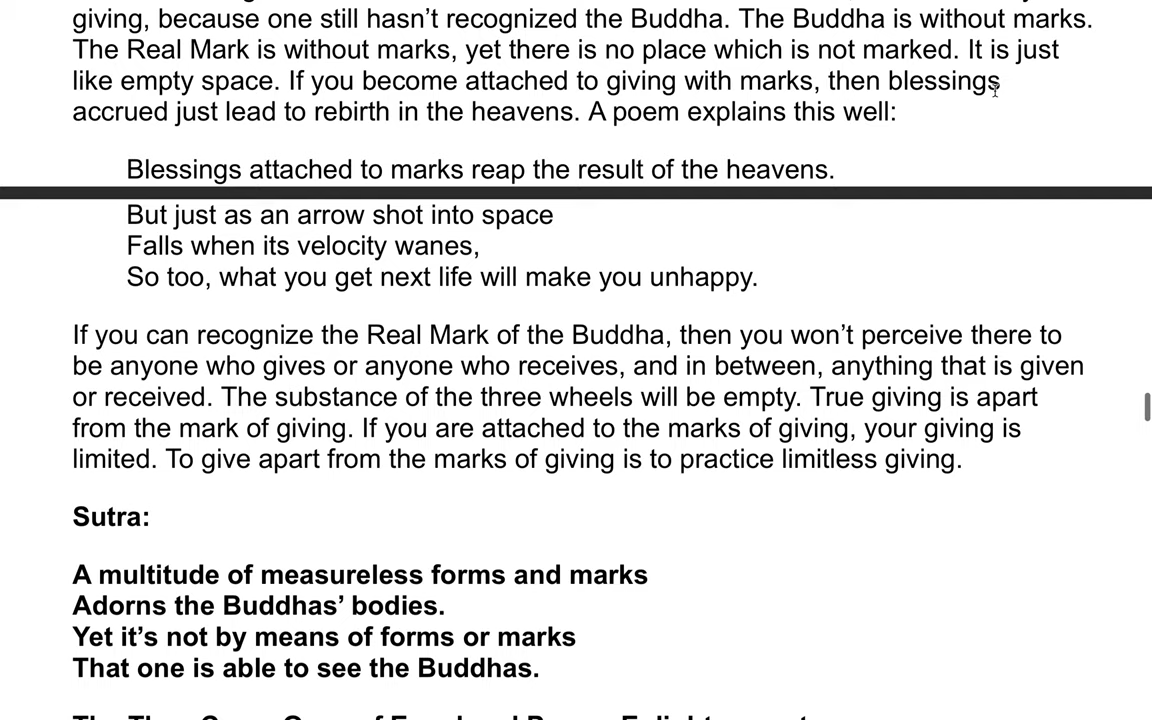 giving, because one still hasn’t recognized the Buddha. The Buddha is without marks.
The Real Mark is without marks, yet there is no place which is not marked. It is just
like empty space. If you become attached to giving with marks, then blessings
accrued just lead to rebirth in the heavens. A poem explains this well:
Blessings attached to marks reap the result of the heavens.
But just as an arrow shot into space
Falls when its velocity wanes,
So too, what you get next life will make you unhappy.
If you can recognize the Real Mark of the Buddha, then you won’t perceive there to
be anyone who gives or anyone who receives, and in between, anything that is given
or received. The substance of the three wheels will be empty. True giving is apart
from the mark of giving. If you are attached to the marks of giving, your giving is
limited. To give apart from the marks of giving is to practice limitless giving.
Sutra:
A multitude of measureless forms and marks
Adorns the Buddhas’ bodies.
Yet it’s not by means of forms or marks
That one is able to see the Buddhas.